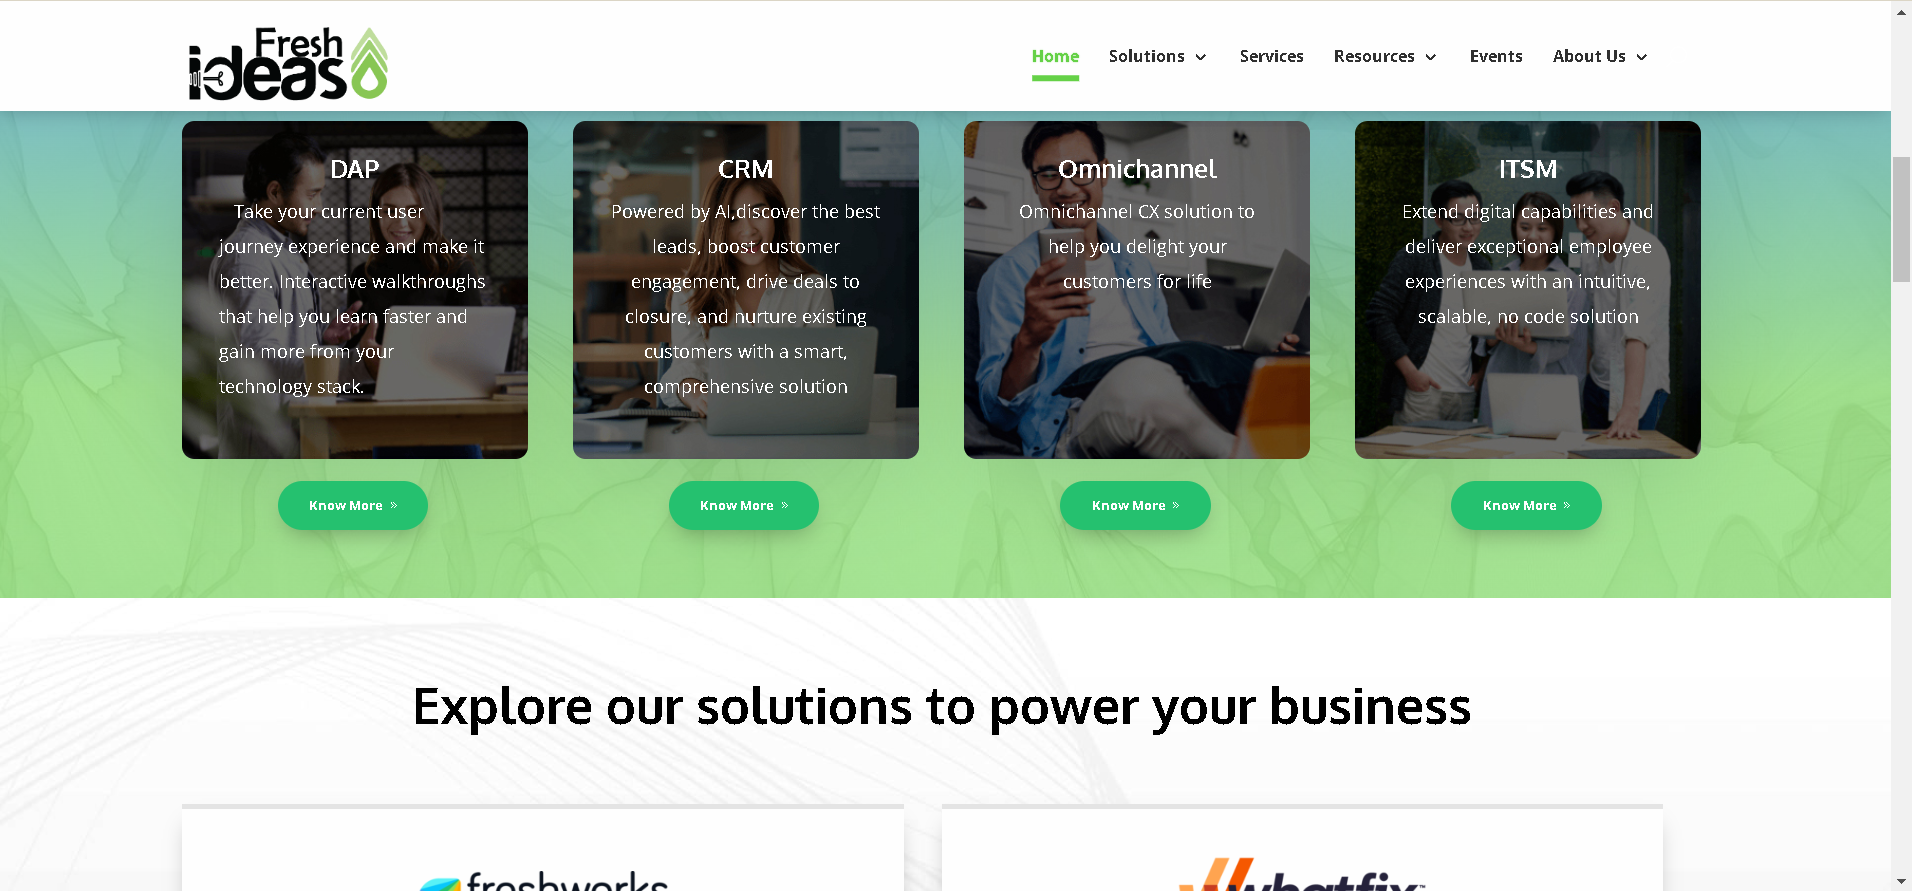 Fresh
ideas
Home
Solutions
Services
Resources
Events
About Us
DAP
Take your current user
journey experience and make it
better. Interactive walkthroughs
that help you learn faster and
gain more from your
technology stack.
Know More »
CRM
Powered by AI,discover the best
leads, boost customer
engagement, drive deals to
closure, and nurture existing
customers with a smart,
comprehensive solution
Know More »
Omnichannel
Omnichannel CX solution to
help you delight your
customers for life
Know More »
ITSM
Extend digital capabilities and
deliver exceptional employee
experiences with an intuitive,
scalable, no code solution
Know More »
Explore our solutions to power your business
freshworks
whatfix™